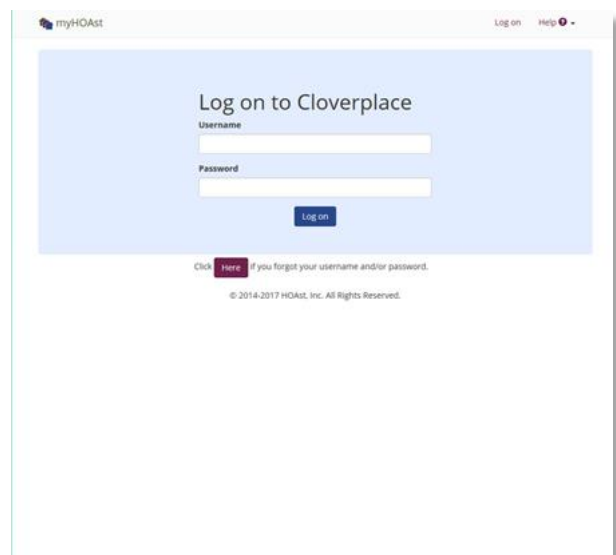 myHOAst Log on Help
Log on to Cloverplace
Username
Password
Log on
Click Here if you forgot your username and/or password.
© 2014-2017 HOAst, Inc. All Rights Reserved.